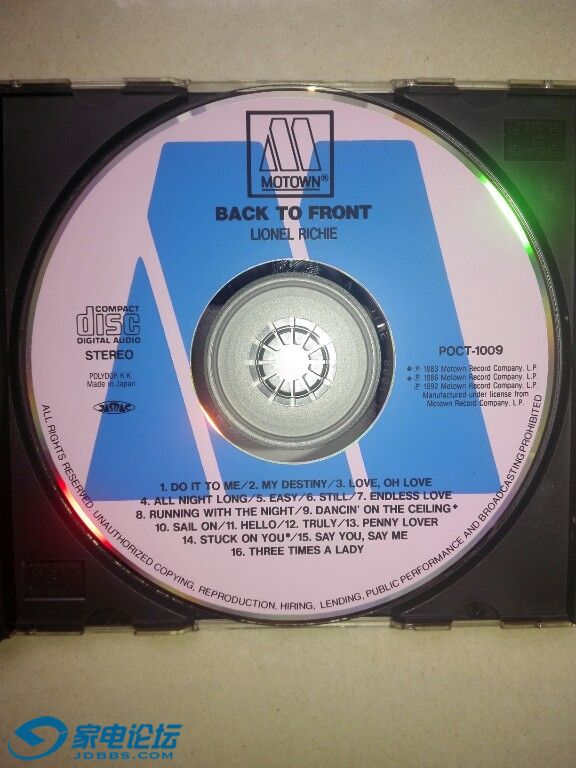 MOTOWN®
BACK TO FRONT
LIONEL RICHIE
COMPACT
disc
DIGITAL AUDIO
STEREO
POLYDOR K.K.
Made in Japan
POCT-1009
● ℗ 1983 Motown Record Company, L.P.
◆ ℗ 1986 Motown Record Company, L.P.
℗ 1992 Motown Record Company, L.P.
Manufactured under license from
Motown Record Company, L.P.
1. DO IT TO ME/2. MY DESTINY/3. LOVE, OH LOVE
4. ALL NIGHT LONG/5. EASY/6. STILL/7. ENDLESS LOVE
8. RUNNING WITH THE NIGHT/9. DANCIN' ON THE CEILING◆
10. SAIL ON/11. HELLO/12. TRULY/13. PENNY LOVER
14. STUCK ON YOU●/15. SAY YOU, SAY ME
16. THREE TIMES A LADY
ALL RIGHTS RESERVED. UNAUTHORIZED COPYING, REPRODUCTION, HIRING, LENDING, PUBLIC PERFORMANCE AND BROADCASTING PROHIBITED
家电论坛
JDBBS.COM